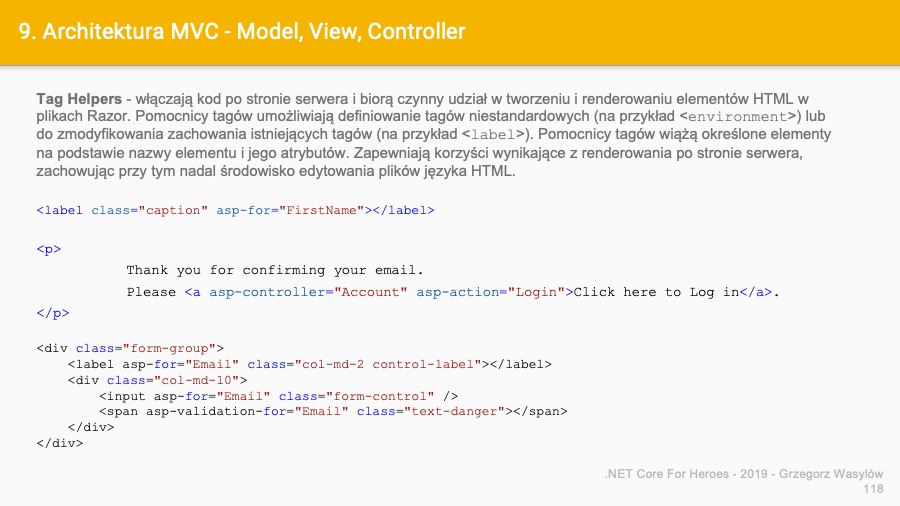 9. Architektura MVC - Model, View, Controller
Tag Helpers - włączają kod po stronie serwera i biorą czynny udział w tworzeniu i renderowaniu elementów HTML w
plikach Razor. Pomocnicy tagów umożliwiają definiowanie tagów niestandardowych (na przykład <environment>) lub
do zmodyfikowania zachowania istniejących tagów (na przykład <label>). Pomocnicy tagów wiążą określone elementy
na podstawie nazwy elementu i jego atrybutów. Zapewniają korzyści wynikające z renderowania po stronie serwera,
zachowując przy tym nadal środowisko edytowania plików języka HTML.
<label class="caption" asp-for="FirstName"></label>
<p>
Thank you for confirming your email.
Please <a asp-controller="Account" asp-action="Login">Click here to Log in</a>.
</p>
<div class="form-group">
<label asp-for="Email" class="col-md-2 control-label"></label>
<div class="col-md-10">
<input asp-for="Email" class="form-control" />
<span asp-validation-for="Email" class="text-danger"></span>
</div>
</div>
.NET Core For Heroes - 2019 - Grzegorz Wasylów
118